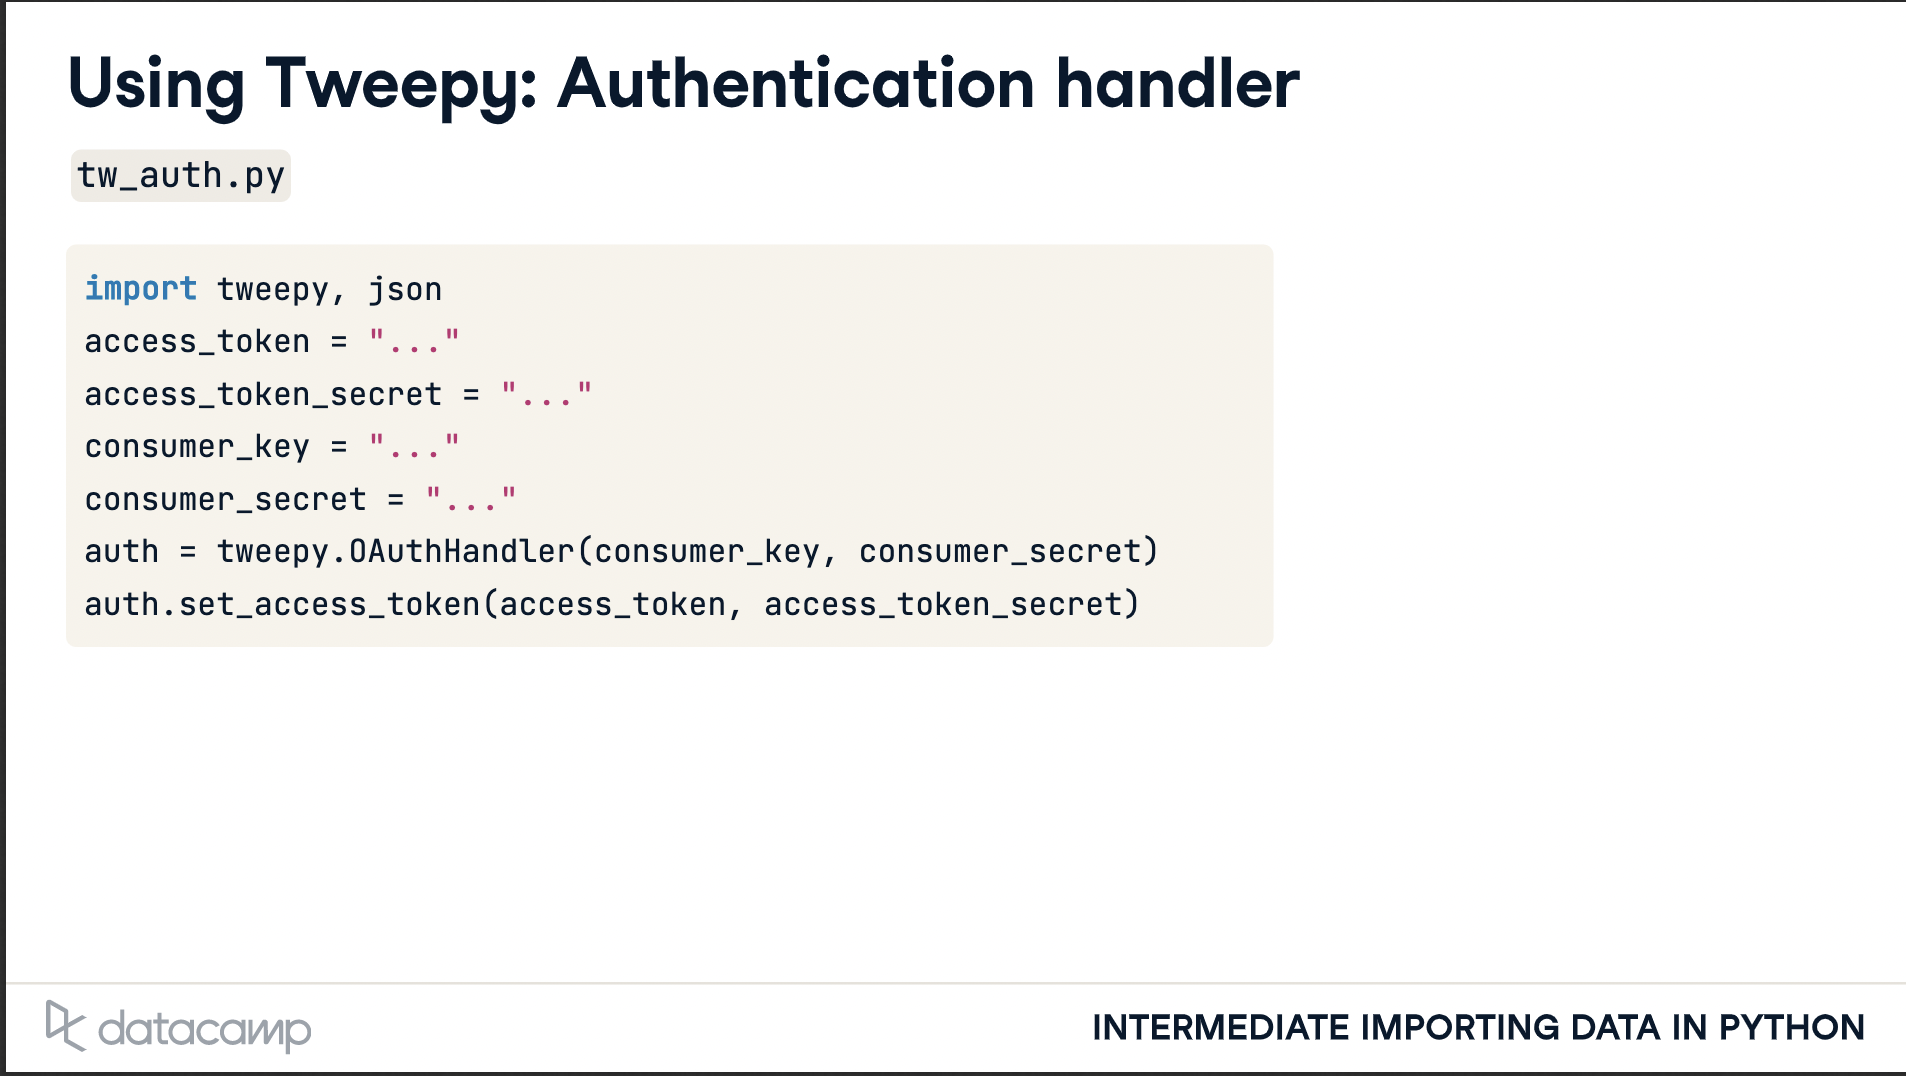 Using Tweepy: Authentication handler
tw_auth.py
import tweepy, json
access_token = "..."
access_token_secret = "..."
consumer_key = "..."
consumer_secret = "..."
auth = tweepy.OAuthHandler(consumer_key, consumer_secret)
auth.set_access_token(access_token, access_token_secret)
datacamp
INTERMEDIATE IMPORTING DATA IN PYTHON